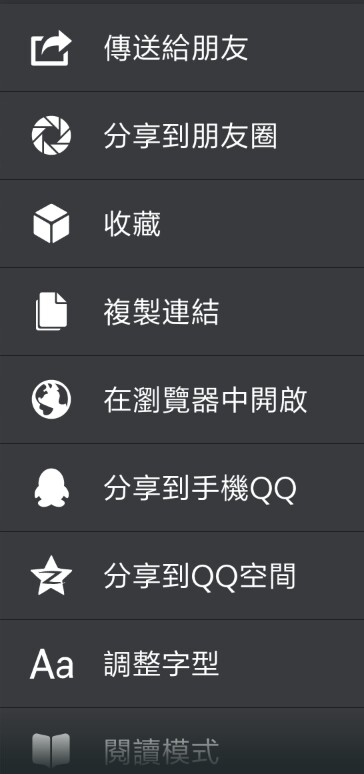 傳送給朋友
分享到朋友圈
收藏
複製連結
在瀏覽器中開啟
分享到手機QQ
分享到QQ空間
Aa 調整字型
閱讀模式